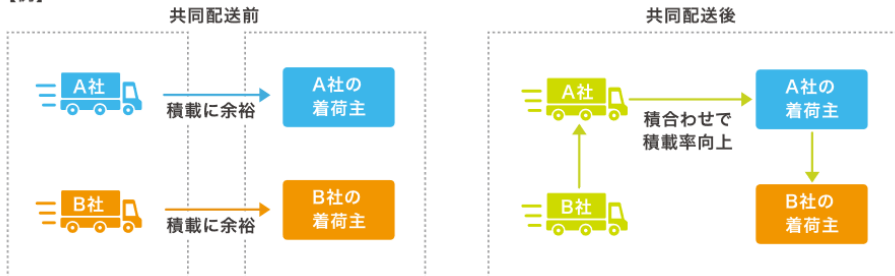 共同配送前
A社
積載に余裕
A社の
着荷主
B社
積載に余裕
B社の
着荷主
共同配送後
A社
積合わせで
積載率向上
A社の
着荷主
B社
B社の
着荷主